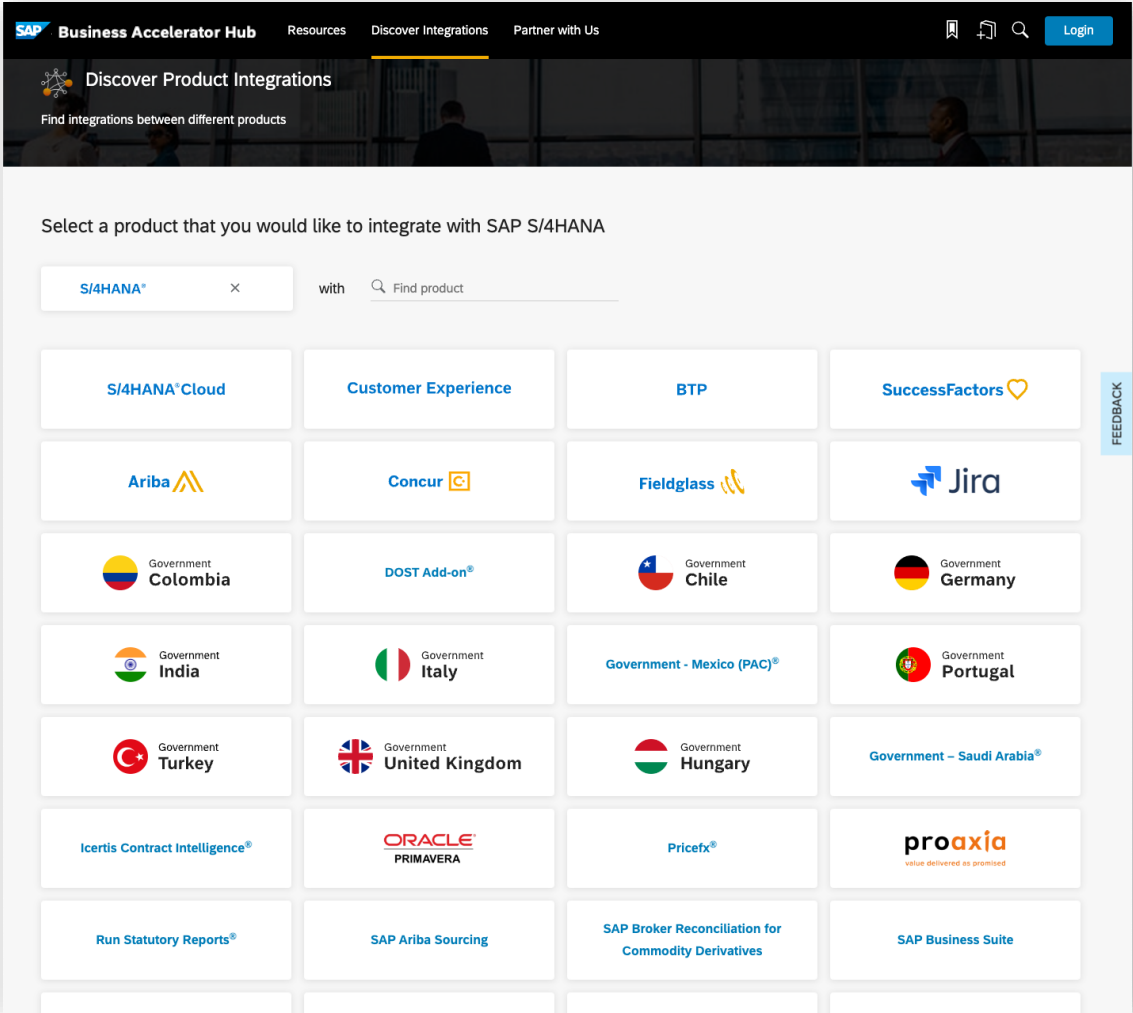 SAP Business Accelerator Hub Resources Discover Integrations Partner with Us Login
Discover Product Integrations
Find integrations between different products
Select a product that you would like to integrate with SAP S/4HANA
S/4HANA® × with Find product
S/4HANA®Cloud
Customer Experience
BTP
SuccessFactors
FEEDBACK
Ariba
Concur
Fieldglass
Jira
Government
Colombia
DOST Add-on®
Government
Chile
Government
Germany
Government
India
Government
Italy
Government - Mexico (PAC)®
Government
Portugal
Government
Turkey
Government
United Kingdom
Government
Hungary
Government – Saudi Arabia®
Icertis Contract Intelligence®
ORACLE®
PRIMAVERA
Pricefx®
proaxia
value delivered as promised
Run Statutory Reports®
SAP Ariba Sourcing
SAP Broker Reconciliation for
Commodity Derivatives
SAP Business Suite